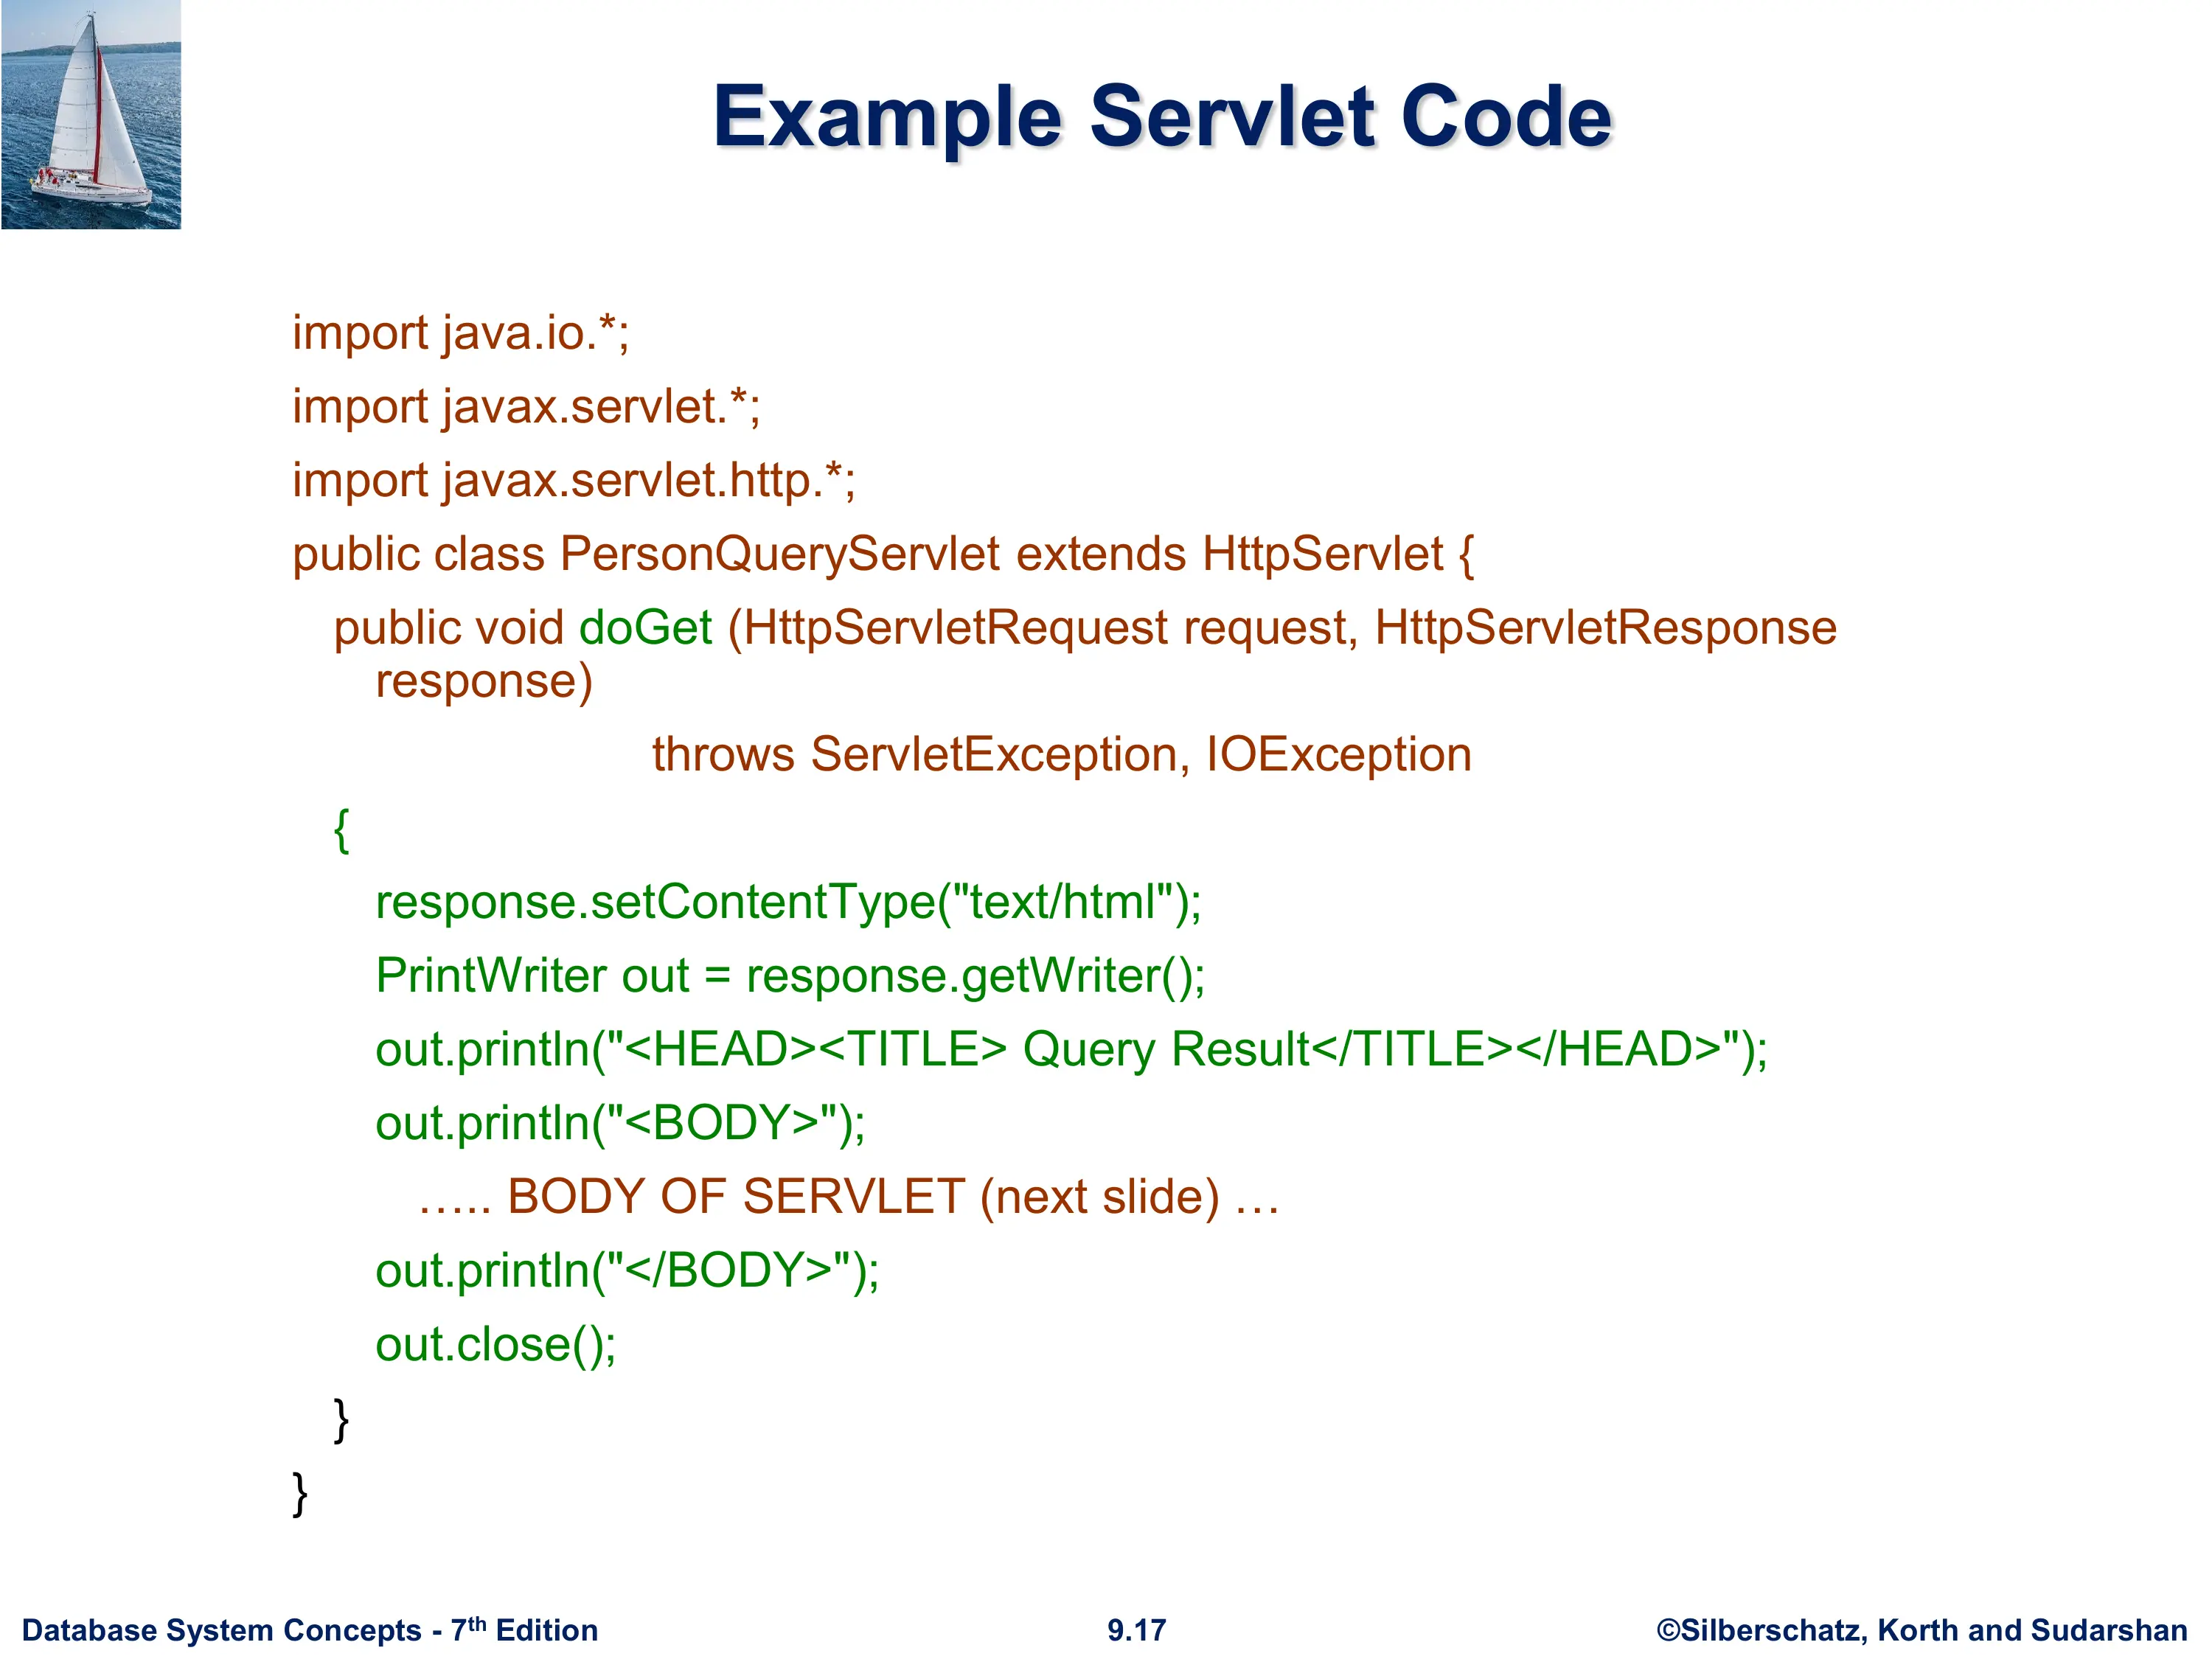 Example Servlet Code
import java.io.*;
import javax.servlet.*;
import javax.servlet.http.*;
public class PersonQueryServlet extends HttpServlet {
public void doGet (HttpServletRequest request, HttpServletResponse
response)
throws ServletException, IOException
{
response.setContentType("text/html");
PrintWriter out = response.getWriter();
out.println("<HEAD><TITLE> Query Result</TITLE></HEAD>");
out.println("<BODY>");
….. BODY OF SERVLET (next slide) …
out.println("</BODY>");
out.close();
}
}
Database System Concepts - 7th Edition
9.17
©Silberschatz, Korth and Sudarshan